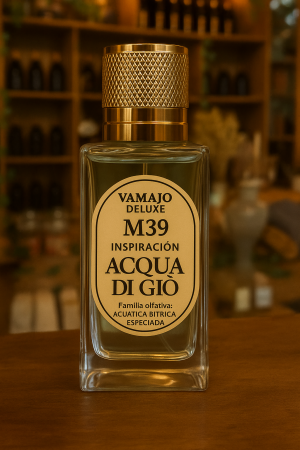 VAMAJO
DELUXE
M39
INSPIRACIÓN
ACQUA
DI GIÒ
Familia olfativa:
ACUATICA BITRICA
ESPECIADA